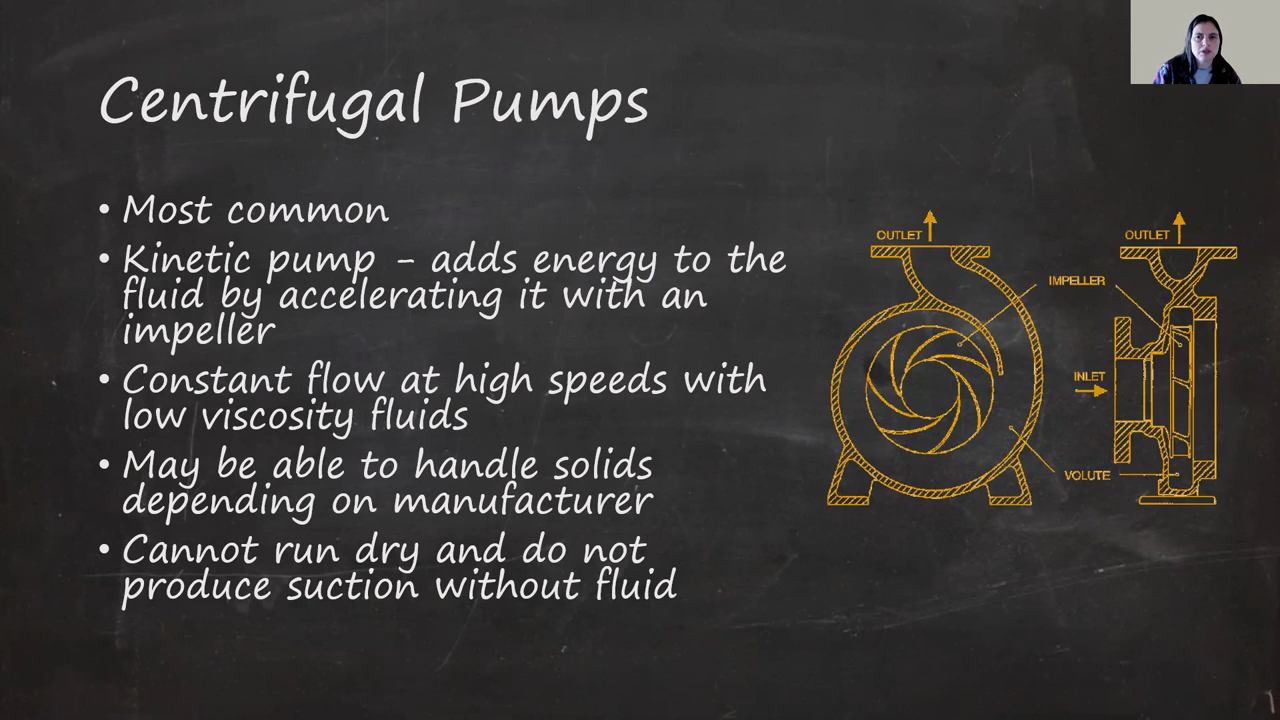 Centrifugal Pumps
• Most common
• Kinetic pump - adds energy to the
fluid by accelerating it with an
impeller
• Constant flow at high speeds with
low viscosity fluids
• May be able to handle solids
depending on manufacturer
• Cannot run dry and do not
produce suction without fluid
OUTLET
OUTLET
IMPELLER
INLET
VOLUTE